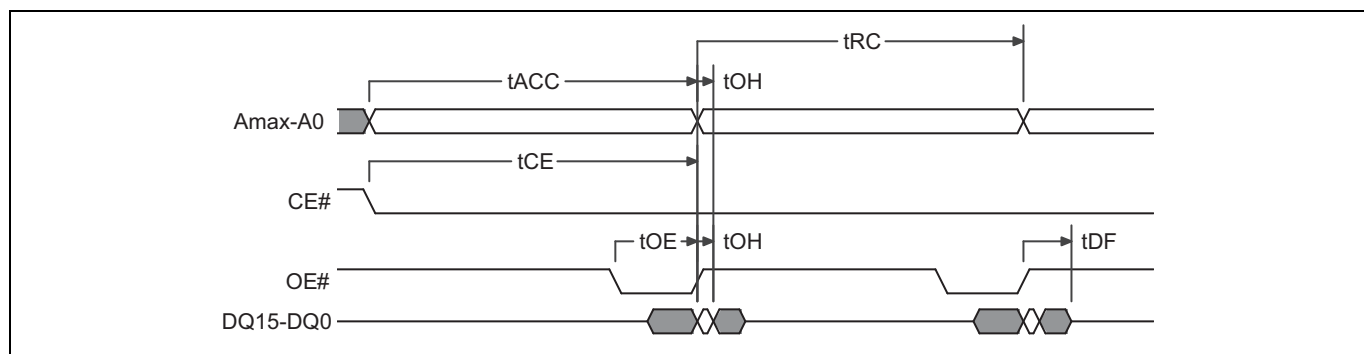 tRC
tACC tOH
Amax-A0
tCE
CE#
tOE tOH tDF
OE#
DQ15-DQ0